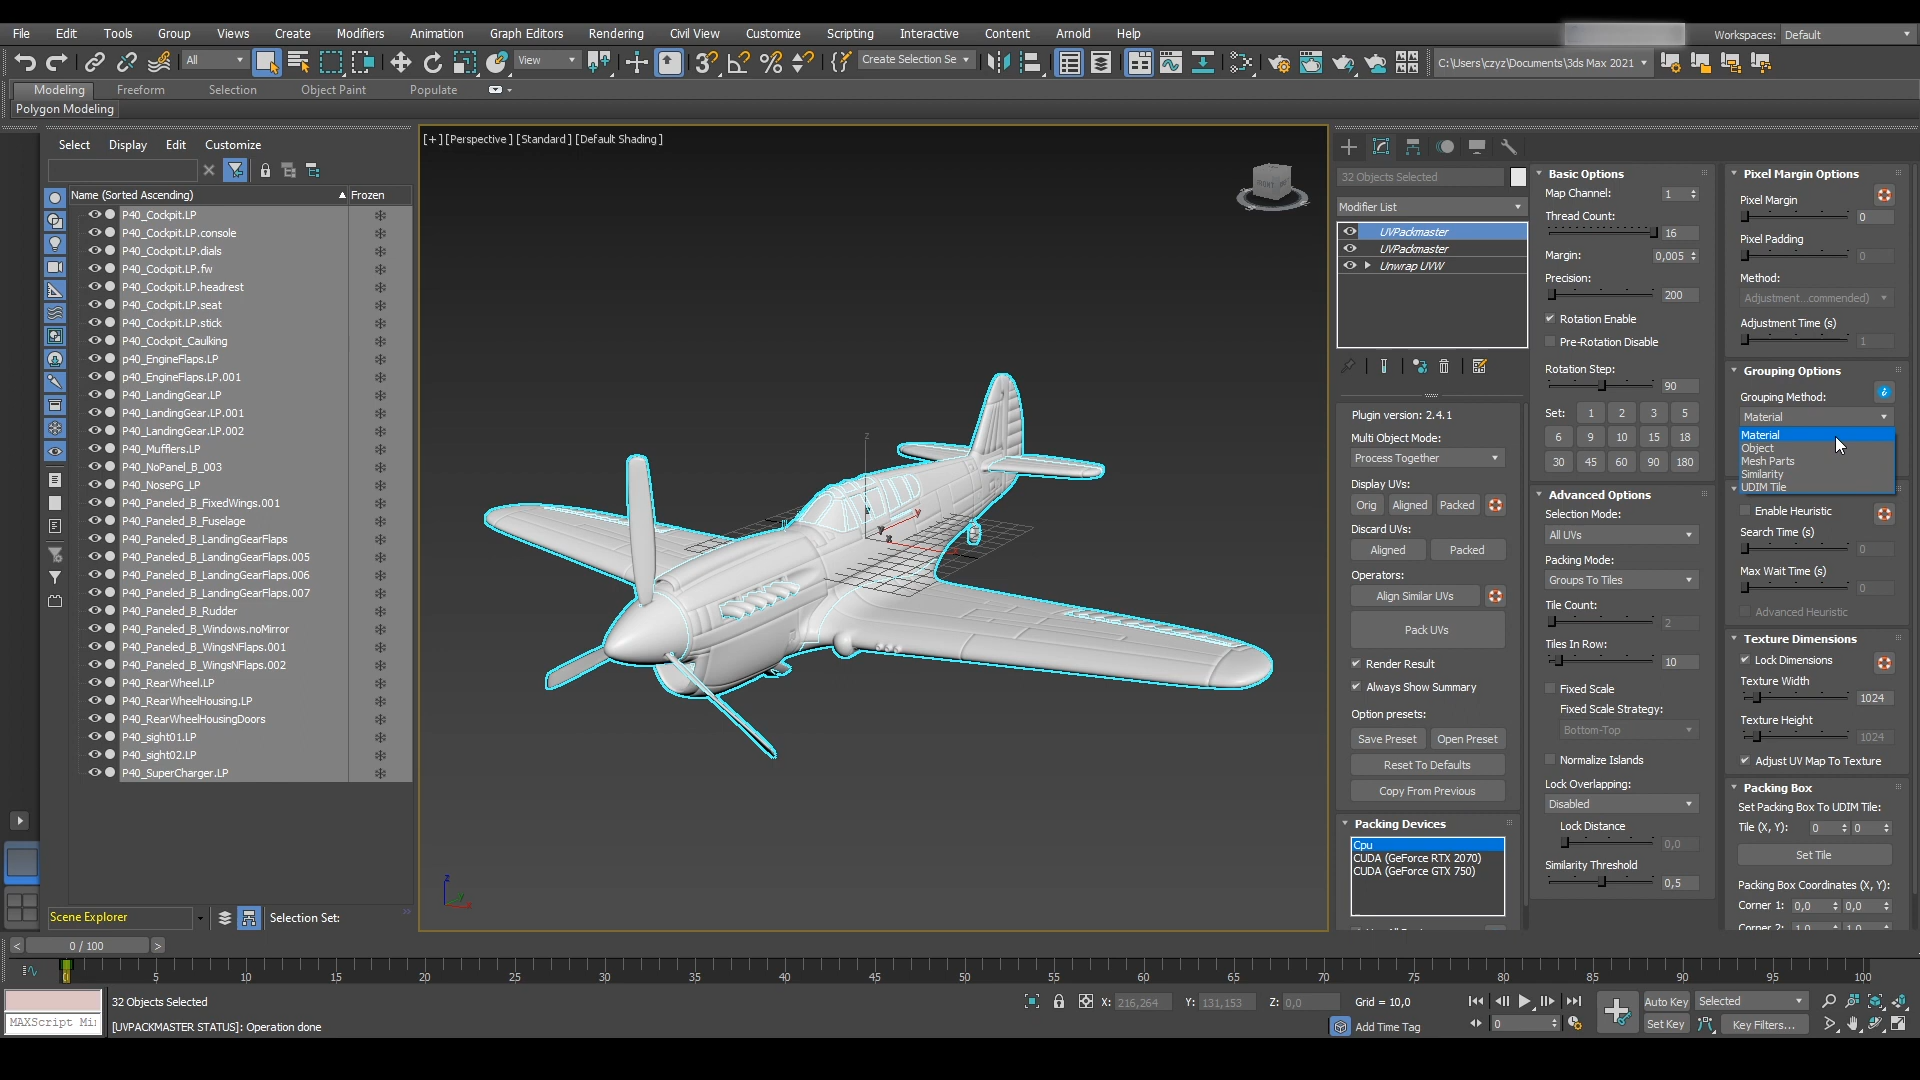 File Edit Tools Group Views Create Modifiers Animation Graph Editors Rendering Civil View Customize Scripting Interactive Content Arnold Help
Workspaces: Default
All View Create Selection Se C:\Users\czyz\Documents\3ds Max 2021
Modeling Freeform Selection Object Paint Populate
Polygon Modeling
Select Display Edit Customize
Name (Sorted Ascending) Frozen
P40_Cockpit.LP
P40_Cockpit.LP.console
P40_Cockpit.LP.dials
P40_Cockpit.LP.fw
P40_Cockpit.LP.headrest
P40_Cockpit.LP.seat
P40_Cockpit.LP.stick
P40_Cockpit_Caulking
p40_EngineFlaps.LP
p40_EngineFlaps.LP.001
P40_LandingGear.LP
P40_LandingGear.LP.001
P40_LandingGear.LP.002
P40_Mufflers.LP
P40_NoPanel_B_003
P40_NosePG_LP
P40_Paneled_B_FixedWings.001
P40_Paneled_B_Fuselage
P40_Paneled_B_LandingGearFlaps
P40_Paneled_B_LandingGearFlaps.005
P40_Paneled_B_LandingGearFlaps.006
P40_Paneled_B_LandingGearFlaps.007
P40_Paneled_B_Rudder
P40_Paneled_B_Windows.noMirror
P40_Paneled_B_WingsNFlaps.001
P40_Paneled_B_WingsNFlaps.002
P40_RearWheel.LP
P40_RearWheelHousing.LP
P40_RearWheelHousingDoors
P40_sight01.LP
P40_sight02.LP
P40_SuperCharger.LP
Scene Explorer Selection Set:
[+] [Perspective] [Standard] [Default Shading]
32 Objects Selected
Modifier List
UVPackmaster
UVPackmaster
Unwrap UVW
Plugin version: 2.4.1
Multi Object Mode:
Process Together
Display UVs:
Orig Aligned Packed
Discard UVs:
Aligned Packed
Operators:
Align Similar UVs
Pack UVs
Render Result
Always Show Summary
Option presets:
Save Preset Open Preset
Reset To Defaults
Copy From Previous
Packing Devices
Cpu
CUDA (GeForce RTX 2070)
CUDA (GeForce GTX 750)
Basic Options
Map Channel: 1
Thread Count:
16
Margin: 0,005
Precision:
200
Rotation Enable
Pre-Rotation Disable
Rotation Step:
90
Set: 1 2 3 5
6 9 10 15 18
30 45 60 90 180
Advanced Options
Selection Mode:
All UVs
Packing Mode:
Groups To Tiles
Tile Count:
2
Tiles In Row:
10
Fixed Scale
Fixed Scale Strategy:
Bottom-Top
Normalize Islands
Lock Overlapping:
Disabled
Lock Distance
0,0
Similarity Threshold
0,5
Pixel Margin Options
Pixel Margin
0
Pixel Padding
0
Method:
Adjustment...commended)
Adjustment Time (s)
1
Grouping Options
Grouping Method:
Material
Material
Object
Mesh Parts
Similarity
UDIM Tile
Enable Heuristic
Search Time (s)
0
Max Wait Time (s)
0
Advanced Heuristic
Texture Dimensions
Lock Dimensions
Texture Width
1024
Texture Height
1024
Adjust UV Map To Texture
Packing Box
Set Packing Box To UDIM Tile:
Tile (X, Y): 0 0
Set Tile
Packing Box Coordinates (X, Y):
Corner 1: 0,0 0,0
Corner 2: 1,0 1,0
0 / 100
0 5 10 15 20 25 30 35 40 45 50 55 60 65 70 75 80 85 90 95 100
32 Objects Selected X: 216,264 Y: 131,153 Z: 0,0 Grid = 10,0 Auto Key Selected
MAXScript Mi [UVPACKMASTER STATUS]: Operation done Add Time Tag 0 Set Key Key Filters...